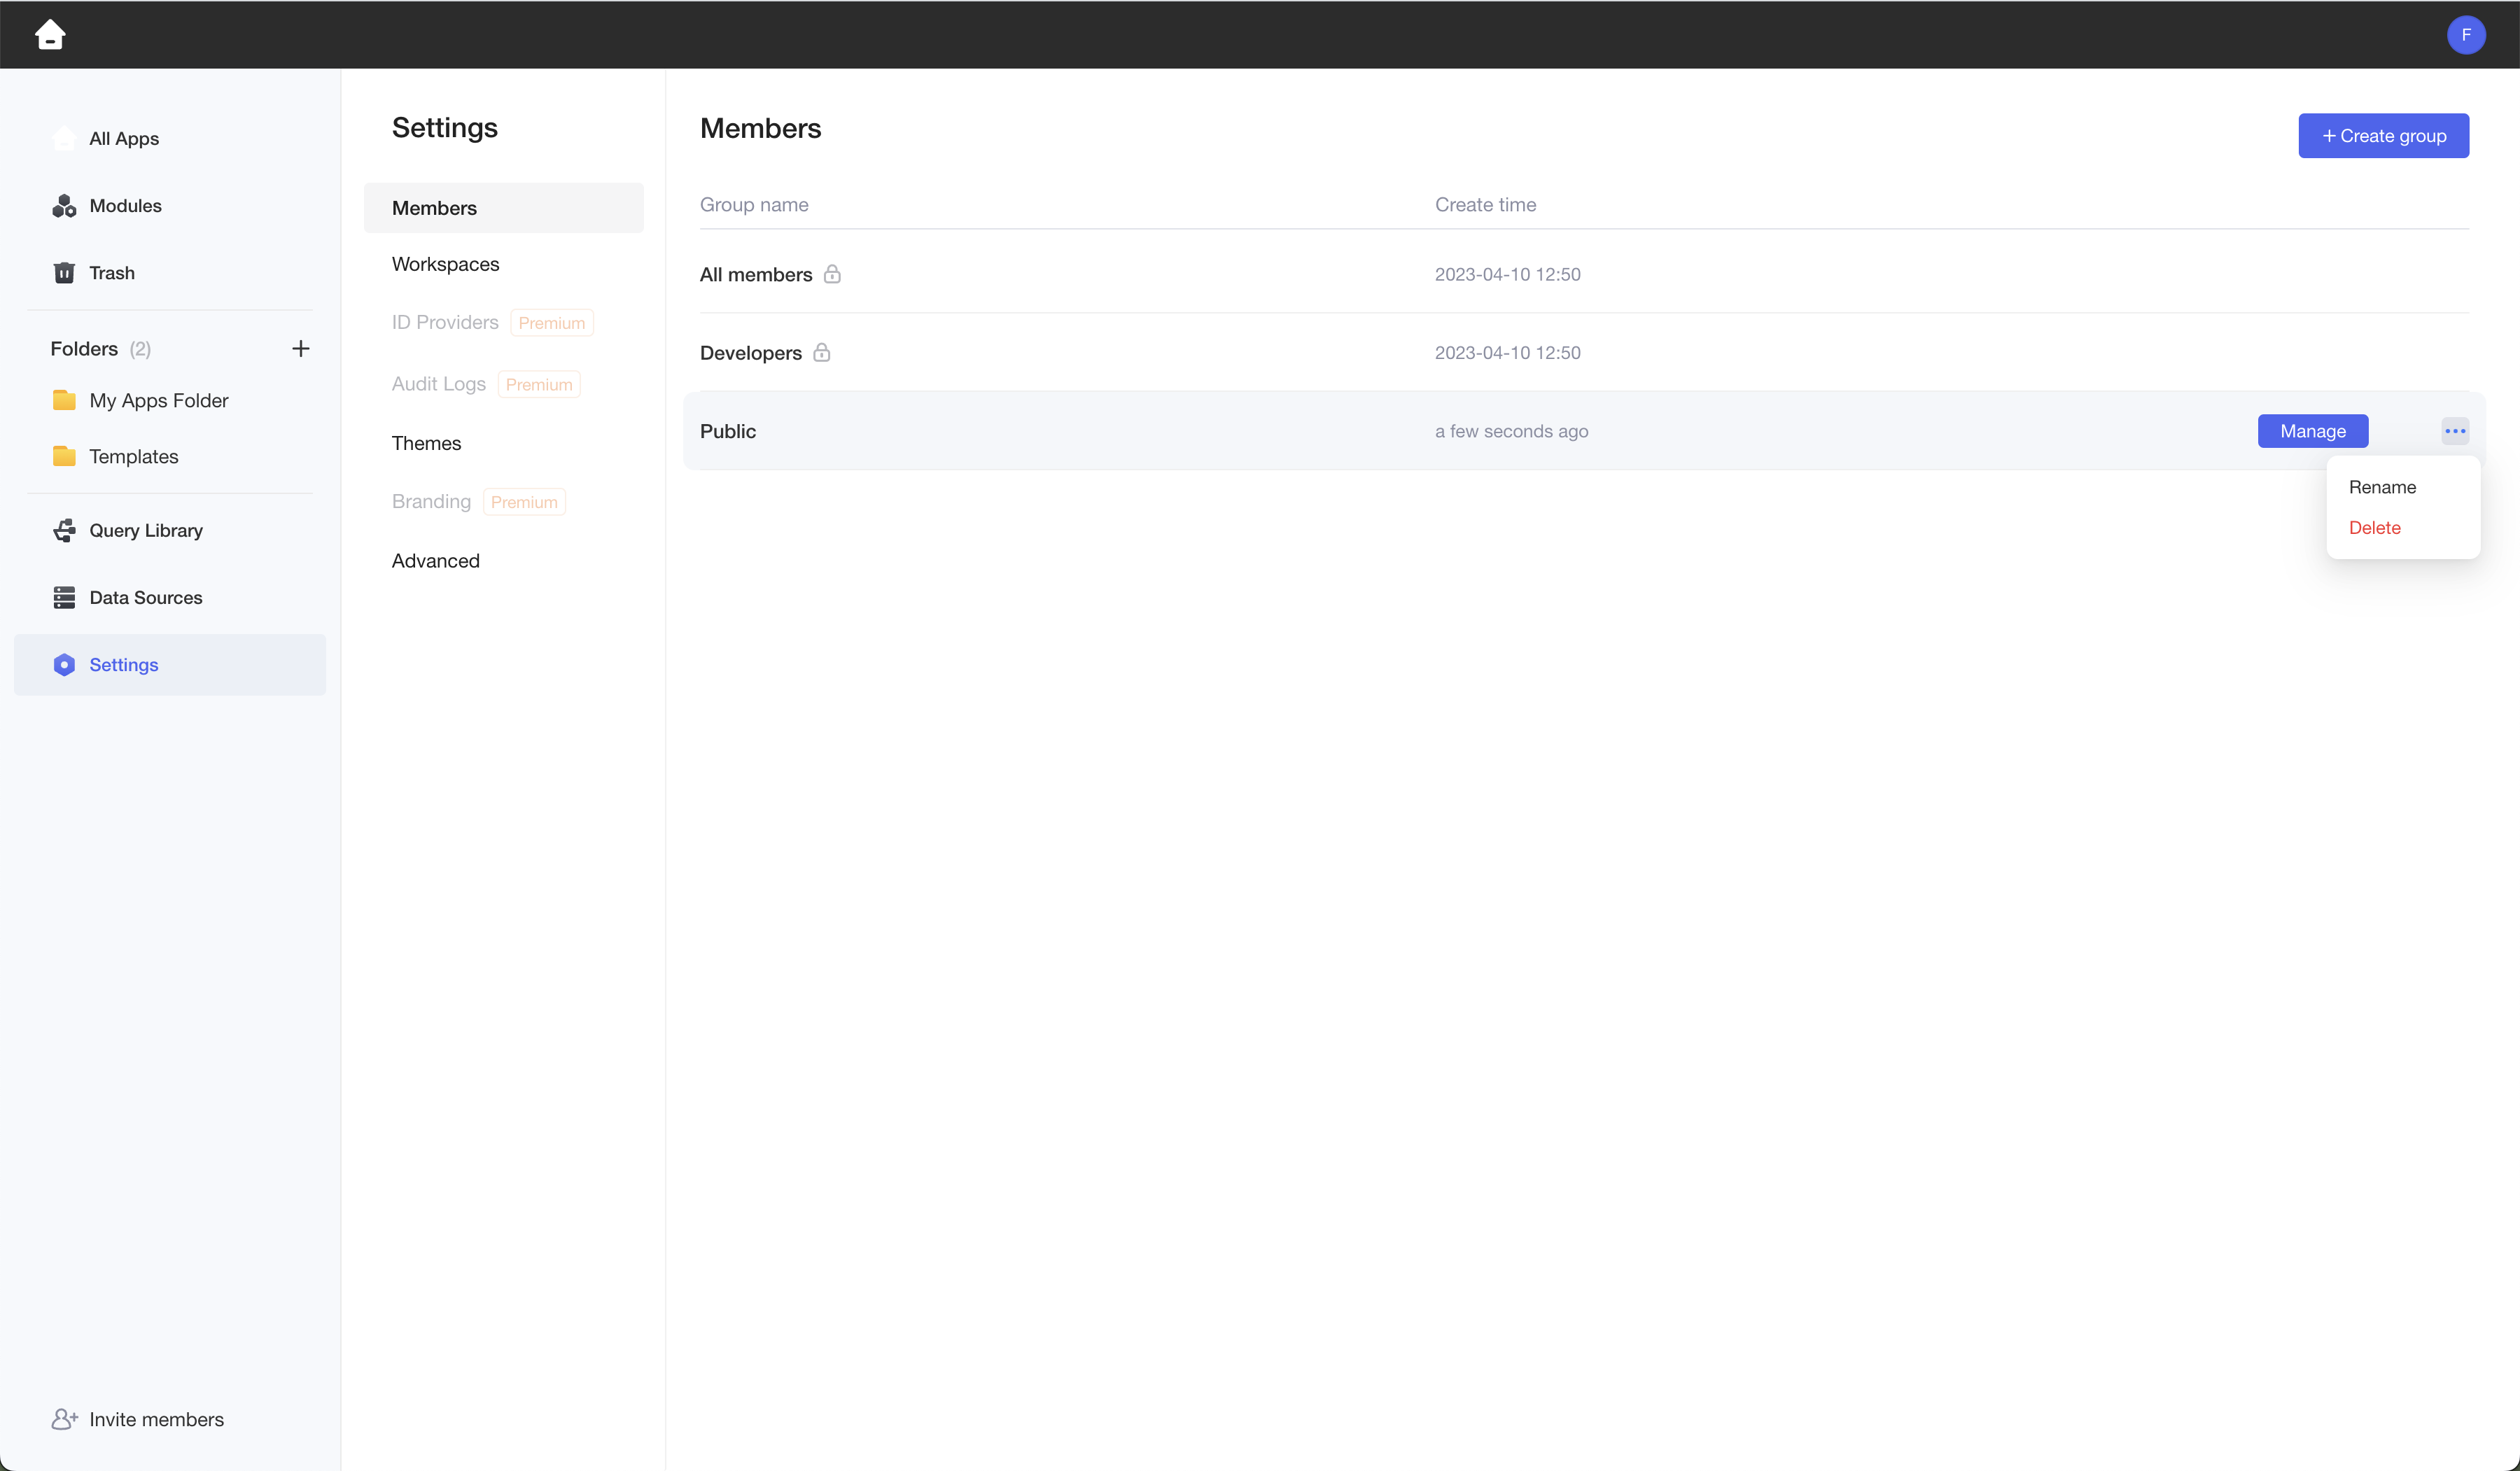 F
All Apps
Modules
Trash
Folders (2)
My Apps Folder
Templates
Query Library
Data Sources
Settings
Invite members
Settings
Members
Workspaces
ID Providers Premium
Audit Logs Premium
Themes
Branding Premium
Advanced
Members
+ Create group
Group name Create time
All members 2023-04-10 12:50
Developers 2023-04-10 12:50
Public a few seconds ago Manage
Rename
Delete